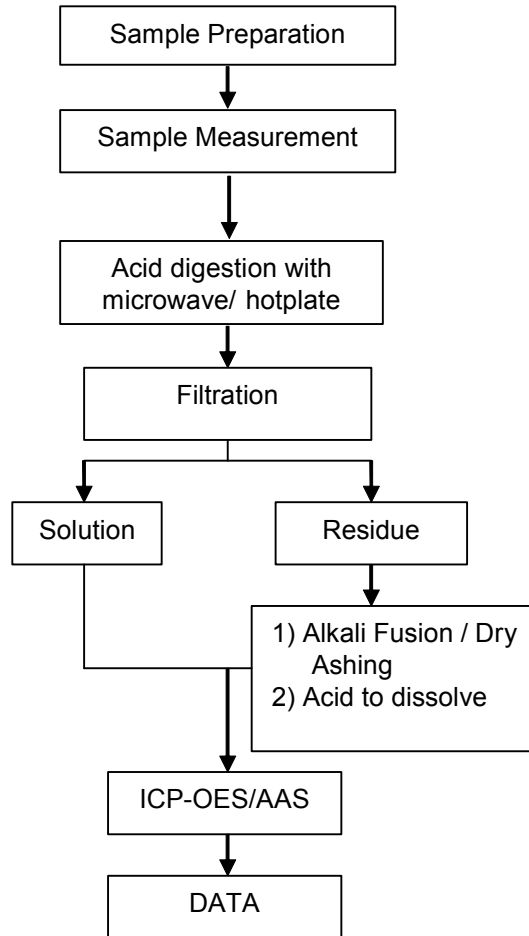 Sample Preparation
Sample Measurement
Acid digestion with
microwave/ hotplate
Filtration
Solution
Residue
1) Alkali Fusion / Dry
Ashing
2) Acid to dissolve
ICP-OES/AAS
DATA